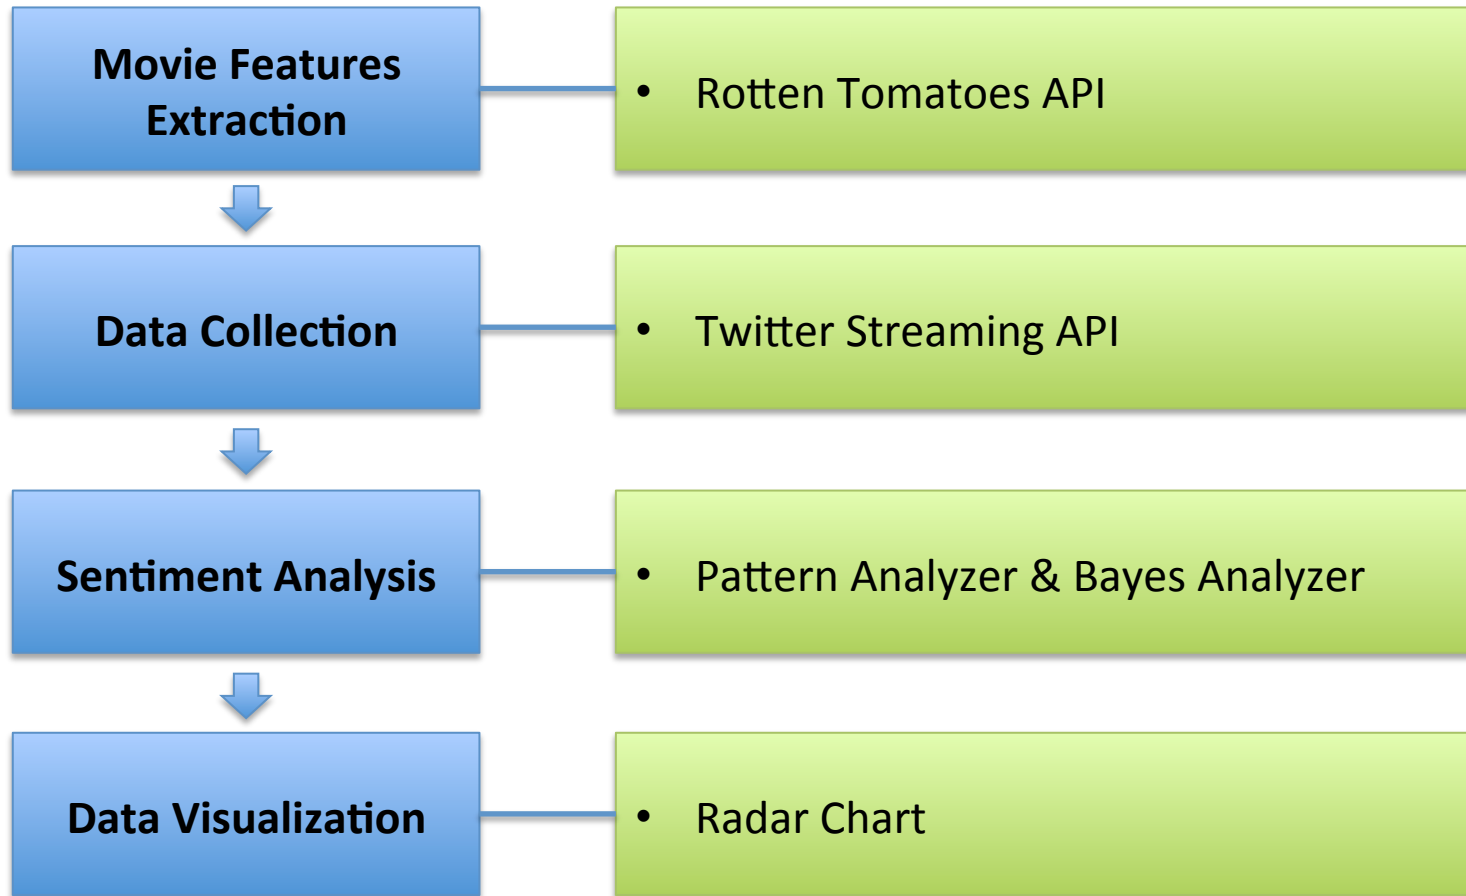 Movie Features
Extraction
• Rotten Tomatoes API
Data Collection
• Twitter Streaming API
Sentiment Analysis
• Pattern Analyzer & Bayes Analyzer
Data Visualization
• Radar Chart